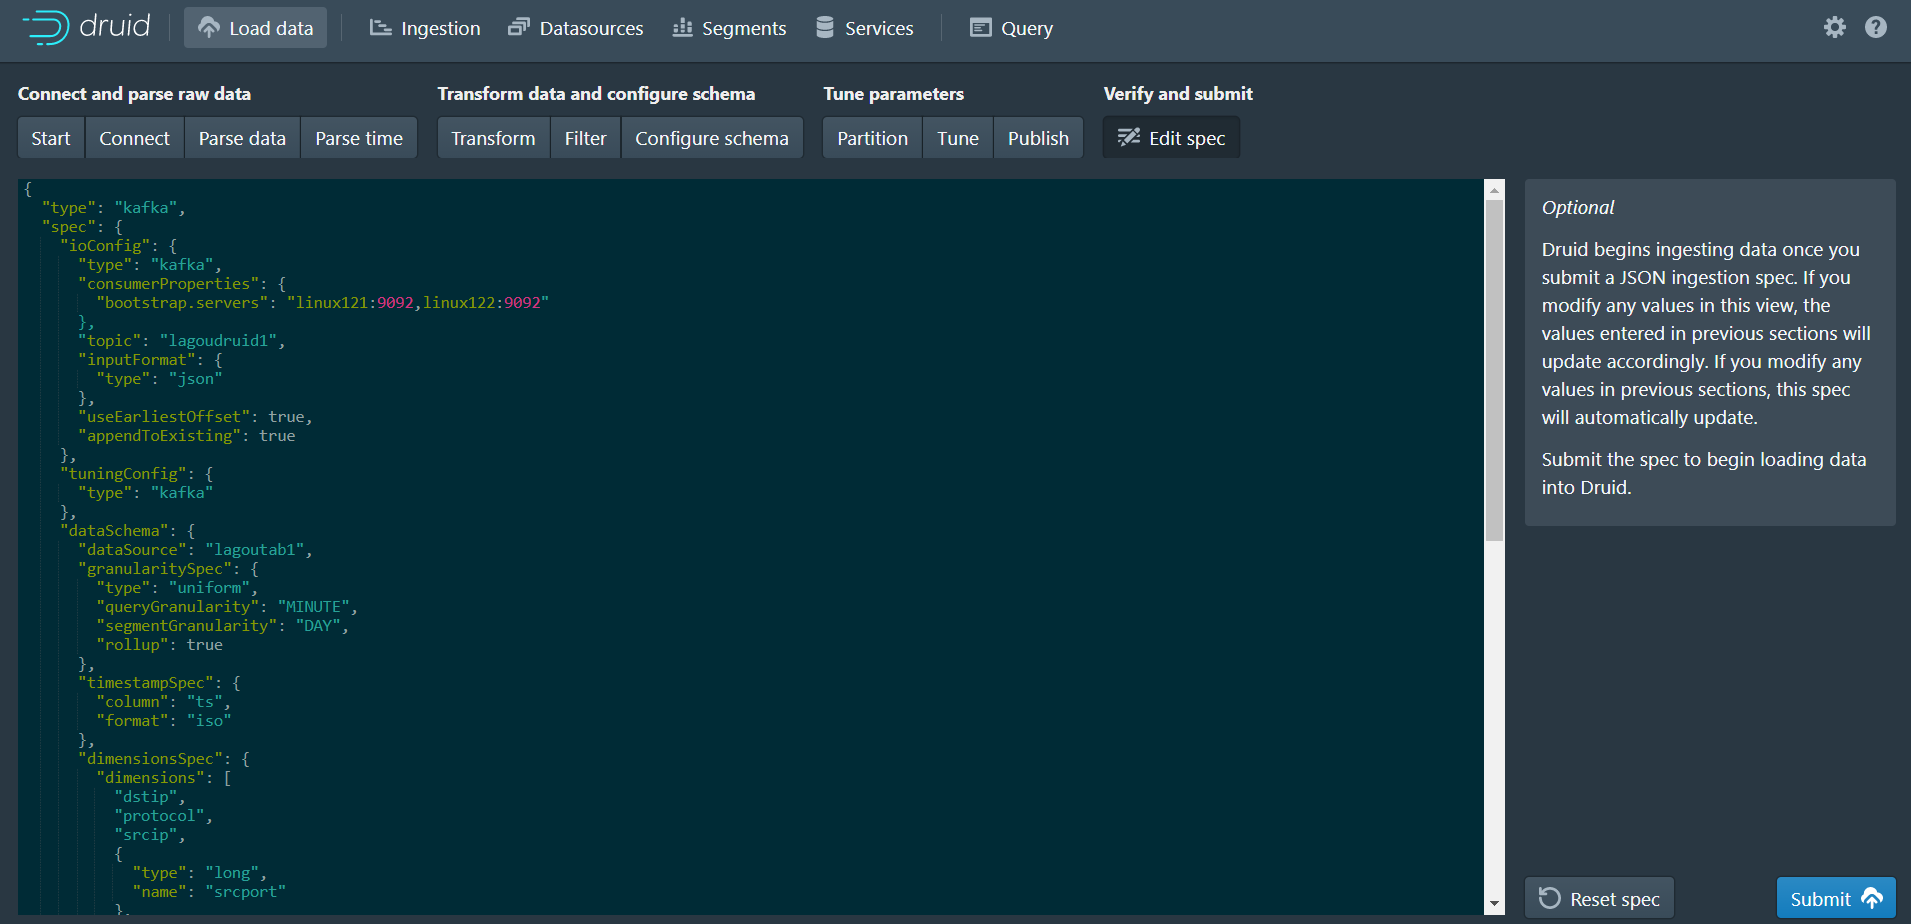 druid Load data Ingestion Datasources Segments Services Query
Connect and parse raw data Transform data and configure schema Tune parameters Verify and submit
Start Connect Parse data Parse time Transform Filter Configure schema Partition Tune Publish Edit spec
{
"type": "kafka",
"spec": {
"ioConfig": {
"type": "kafka",
"consumerProperties": {
"bootstrap.servers": "linux121:9092,linux122:9092"
},
"topic": "lagoudruid1",
"inputFormat": {
"type": "json"
},
"useEarliestOffset": true,
"appendToExisting": true
},
"tuningConfig": {
"type": "kafka"
},
"dataSchema": {
"dataSource": "lagoutab1",
"granularitySpec": {
"type": "uniform",
"queryGranularity": "MINUTE",
"segmentGranularity": "DAY",
"rollup": true
},
"timestampSpec": {
"column": "ts",
"format": "iso"
},
"dimensionsSpec": {
"dimensions": [
"dstip",
"protocol",
"srcip",
{
"type": "long",
"name": "srcport"
},
Optional
Druid begins ingesting data once you
submit a JSON ingestion spec. If you
modify any values in this view, the
values entered in previous sections will
update accordingly. If you modify any
values in previous sections, this spec
will automatically update.
Submit the spec to begin loading data
into Druid.
Reset spec Submit